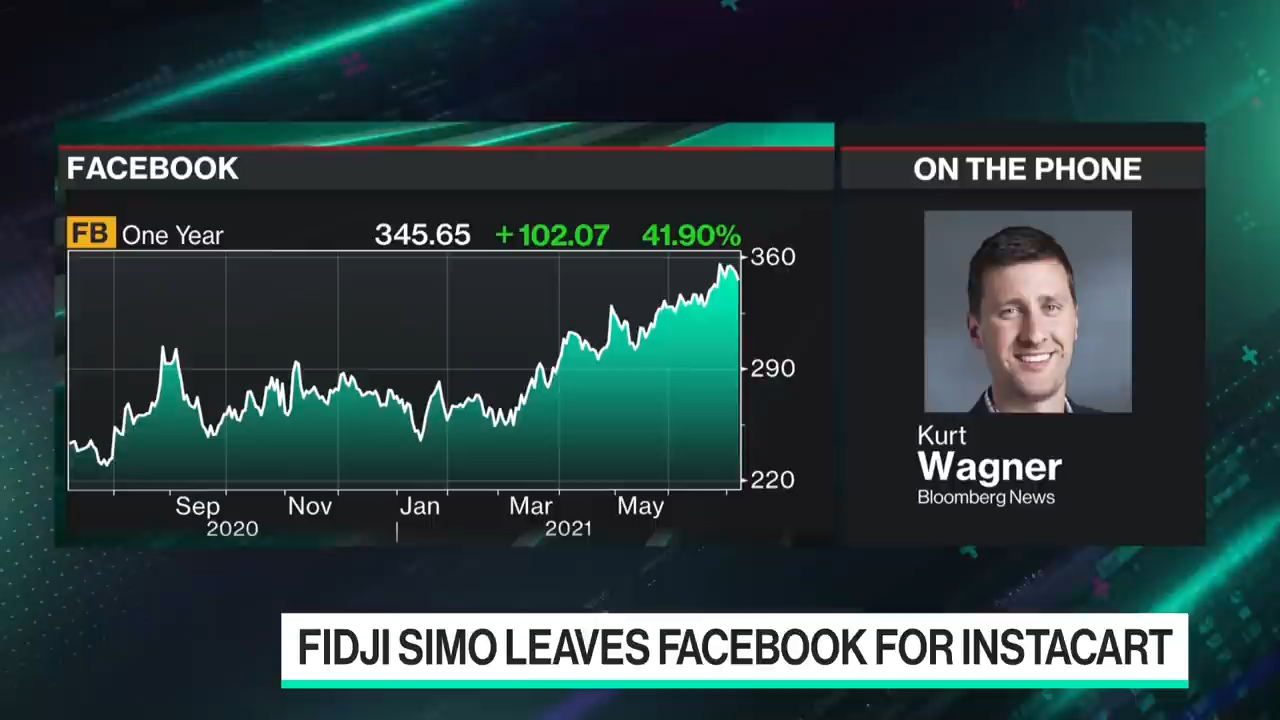 FACEBOOK
FB One Year 345.65 +102.07 41.90%
360
290
220
Sep Nov Jan Mar May
2020 2021
ON THE PHONE
Kurt
Wagner
Bloomberg News
FIDJI SIMO LEAVES FACEBOOK FOR INSTACART